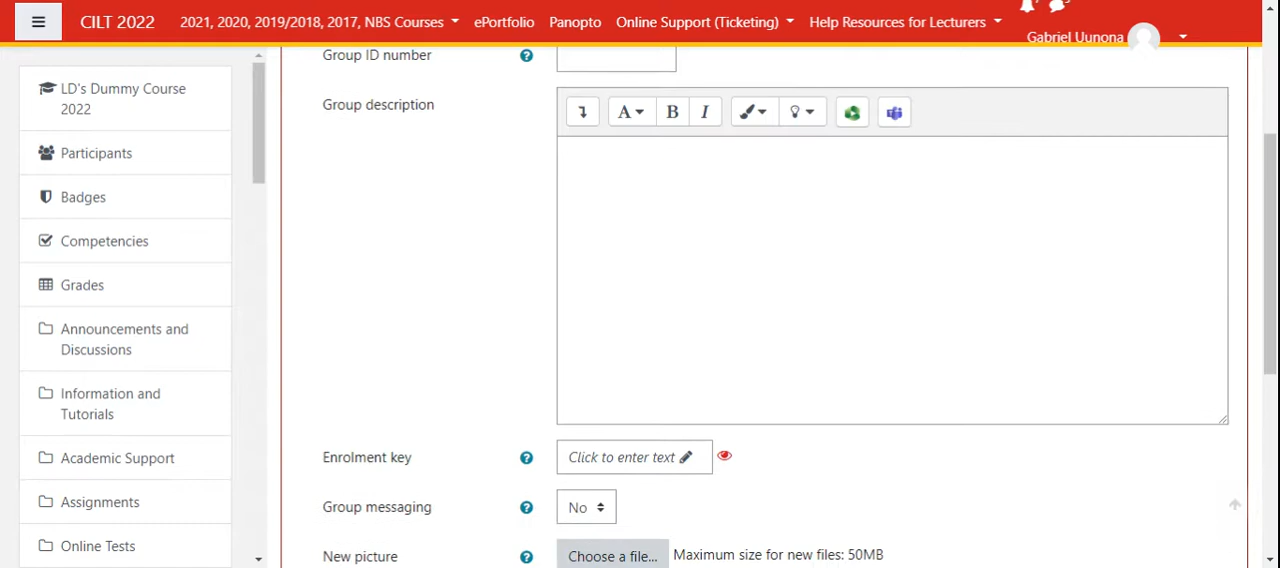 CILT 2022 2021, 2020, 2019/2018, 2017, NBS Courses ePortfolio Panopto Online Support (Ticketing) Help Resources for Lecturers
Gabriel Uunona
LD's Dummy Course
2022
Participants
Badges
Competencies
Grades
Announcements and
Discussions
Information and
Tutorials
Academic Support
Assignments
Online Tests
Group ID number
Group description
A B I
Enrolment key Click to enter text
Group messaging No
New picture Choose a file... Maximum size for new files: 50MB